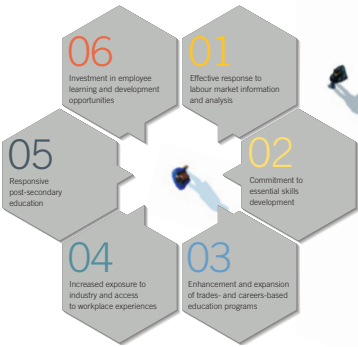 01
Effective response to
labour market information
and analysis
02
Commitment to
essential skills
development
03
Enhancement and expansion
of trades- and careers-based
education programs
04
Increased exposure to
industry and access
to workplace experiences
05
Responsive
post-secondary
education
06
Investment in employee
learning and development
opportunities